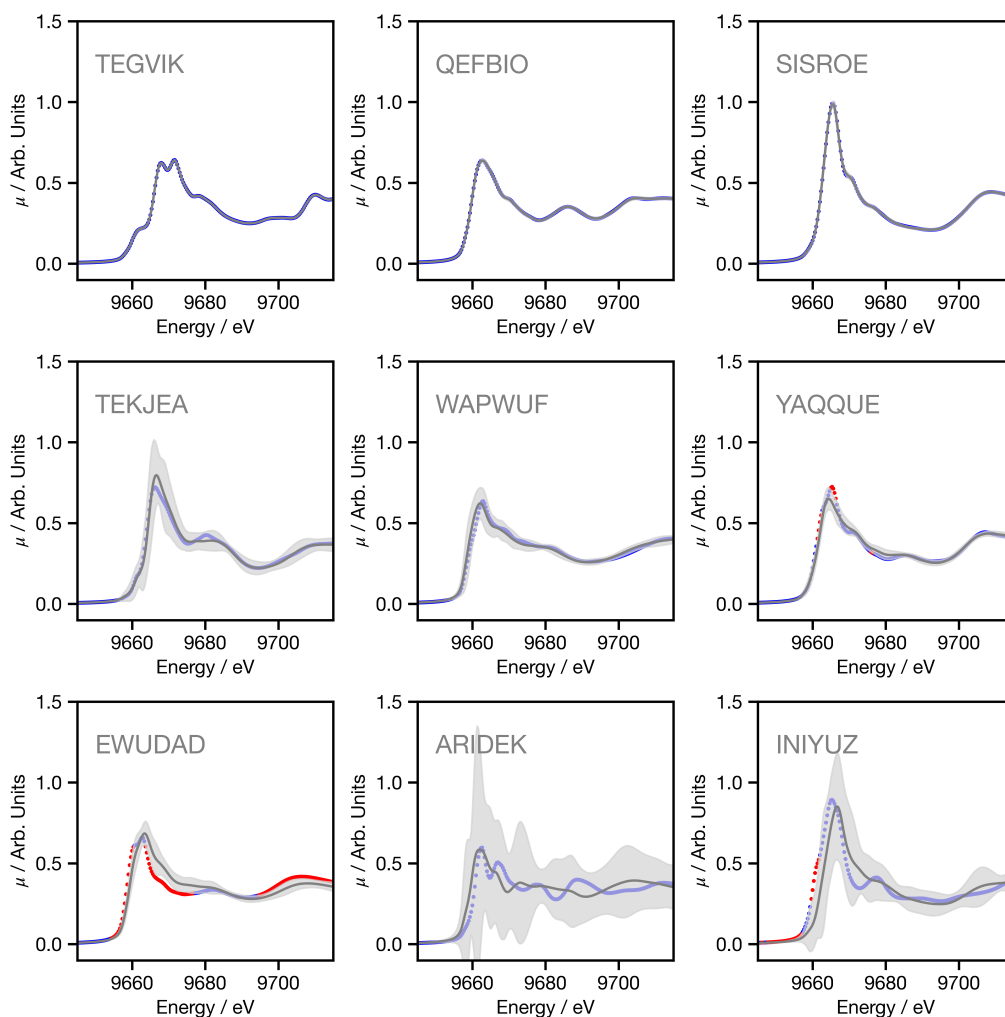 1.5
1.0
0.5
0.0
μ / Arb. Units
TEGVIK
9660 9680 9700
Energy / eV
1.5
1.0
0.5
0.0
μ / Arb. Units
QEFBIO
9660 9680 9700
Energy / eV
1.5
1.0
0.5
0.0
μ / Arb. Units
SISROE
9660 9680 9700
Energy / eV
1.5
1.0
0.5
0.0
μ / Arb. Units
TEKJEA
9660 9680 9700
Energy / eV
1.5
1.0
0.5
0.0
μ / Arb. Units
WAPWUF
9660 9680 9700
Energy / eV
1.5
1.0
0.5
0.0
μ / Arb. Units
YAQQUE
9660 9680 9700
Energy / eV
1.5
1.0
0.5
0.0
μ / Arb. Units
EWUDAD
9660 9680 9700
Energy / eV
1.5
1.0
0.5
0.0
μ / Arb. Units
ARIDEK
9660 9680 9700
Energy / eV
1.5
1.0
0.5
0.0
μ / Arb. Units
INIYUZ
9660 9680 9700
Energy / eV